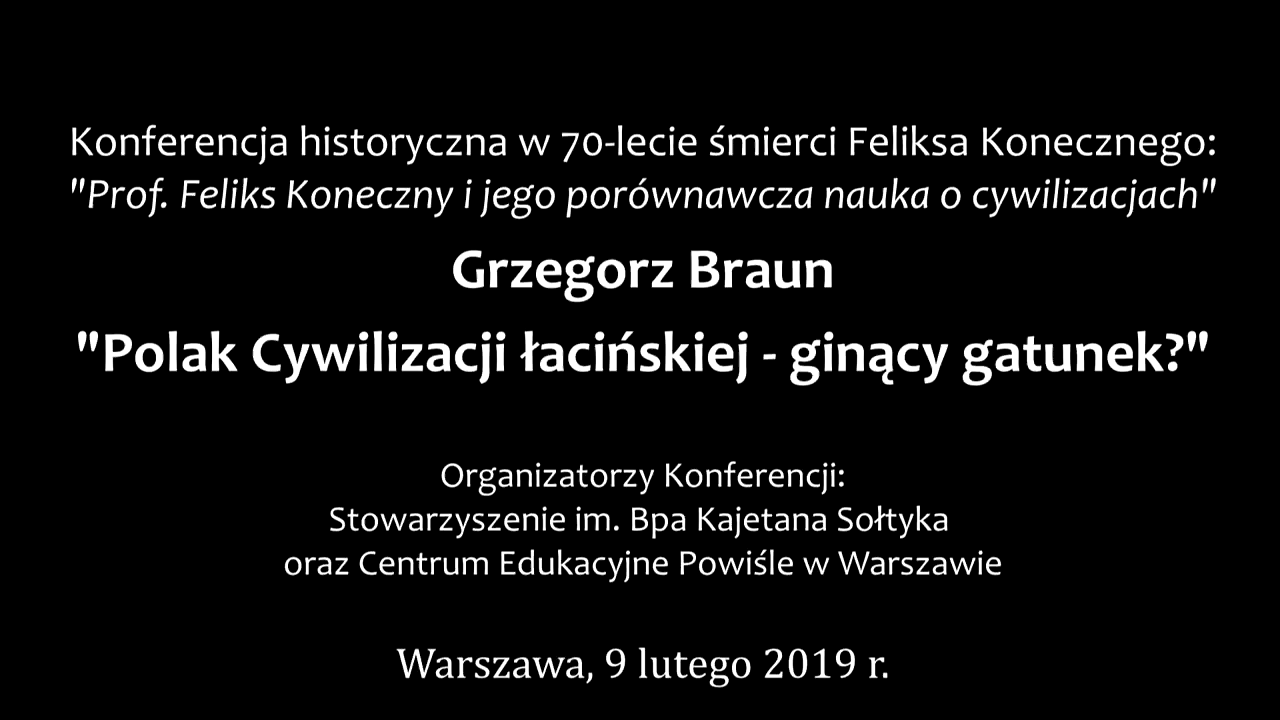 Konferencja historyczna w 70-lecie śmierci Feliksa Konecznego:
"Prof. Feliks Koneczny i jego porównawcza nauka o cywilizacjach"
Grzegorz Braun
"Polak Cywilizacji łacińskiej - ginący gatunek?"
Organizatorzy Konferencji:
Stowarzyszenie im. Bpa Kajetana Sołtyka
oraz Centrum Edukacyjne Powiśle w Warszawie
Warszawa, 9 lutego 2019 r.